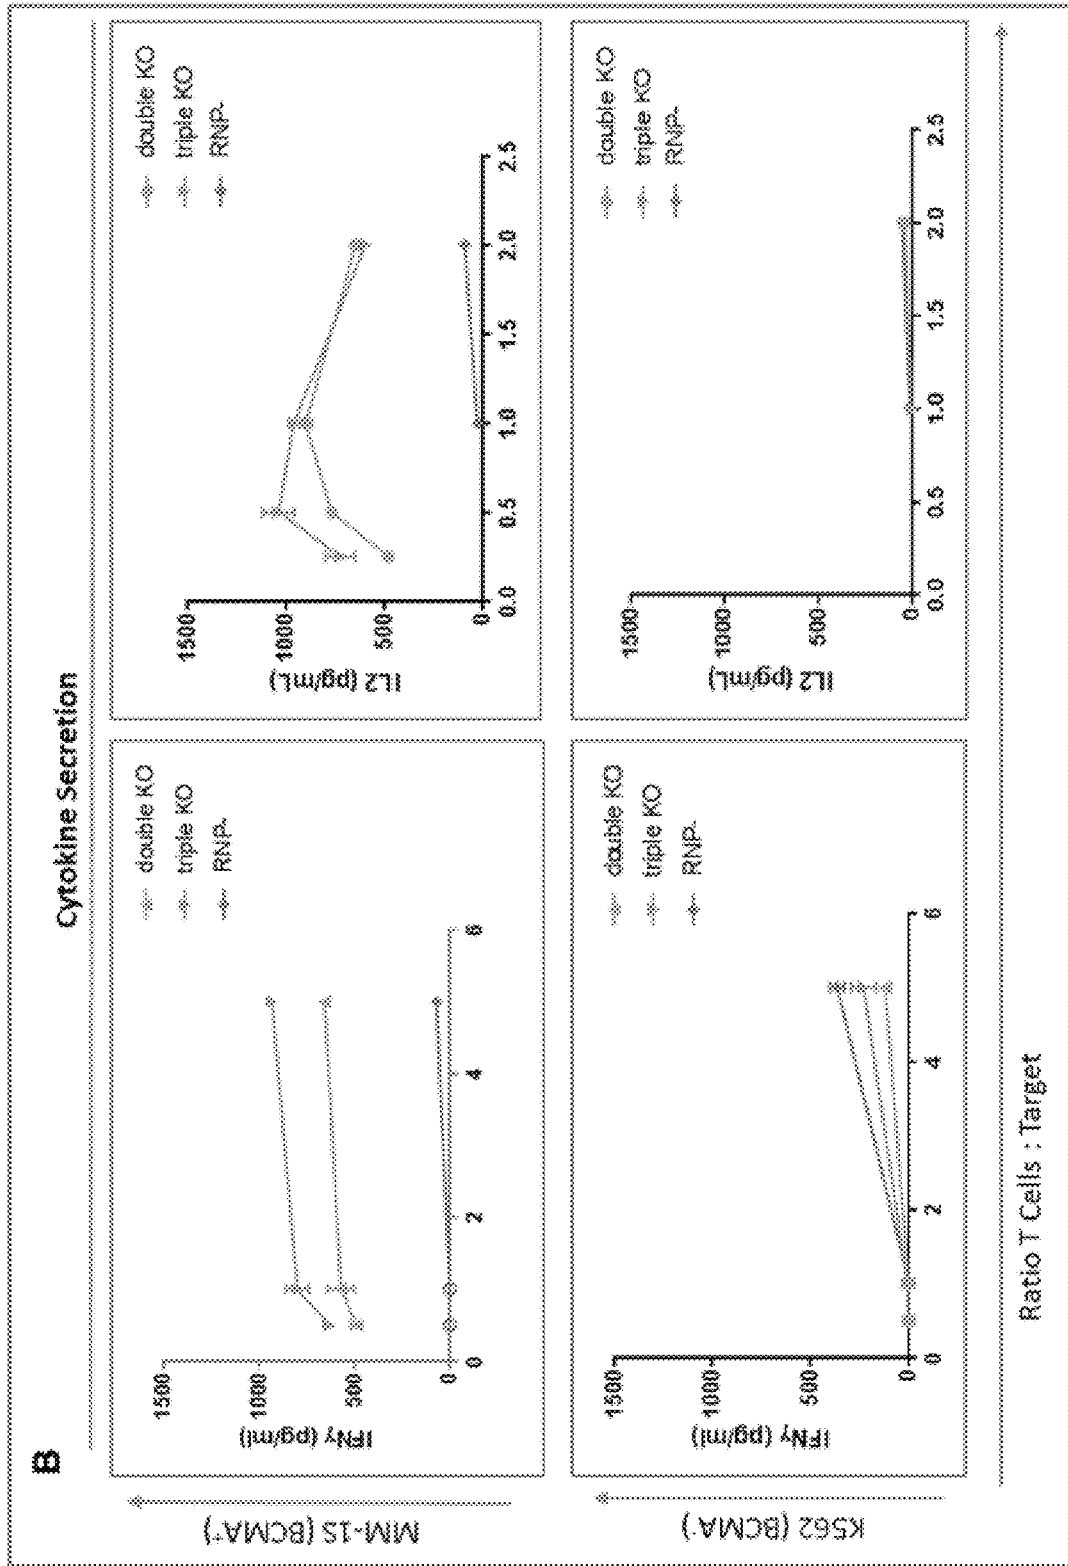 B
Cytokine Secretion
MM-1S (BCMA⁺)
IFNγ (pg/ml)
1500
1000
500
0
0
2
4
6
double KO
triple KO
RNP-
IL2 (pg/mL)
1500
1000
500
0
0.0
0.5
1.0
1.5
2.0
2.5
double KO
triple KO
RNP-
K562 (BCMA⁻)
IFNγ (pg/ml)
1500
1000
500
0
0
2
4
6
double KO
triple KO
RNP-
IL2 (pg/mL)
1500
1000
500
0
0.0
0.5
1.0
1.5
2.0
2.5
double KO
triple KO
RNP-
Ratio T Cells : Target